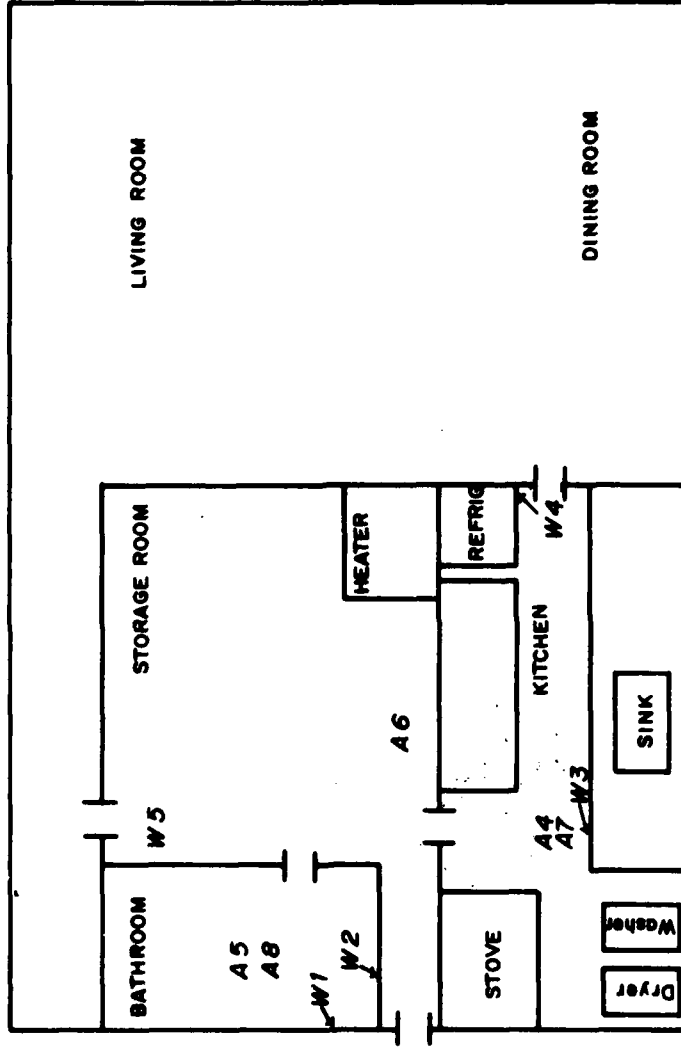 LIVING ROOM
DINING ROOM
STORAGE ROOM
HEATER
REFRIG
W4
KITCHEN
SINK
A6
W5
A4
A7
W3
BATHROOM
A5
A8
W1
W2
STOVE
Washer
Dryer